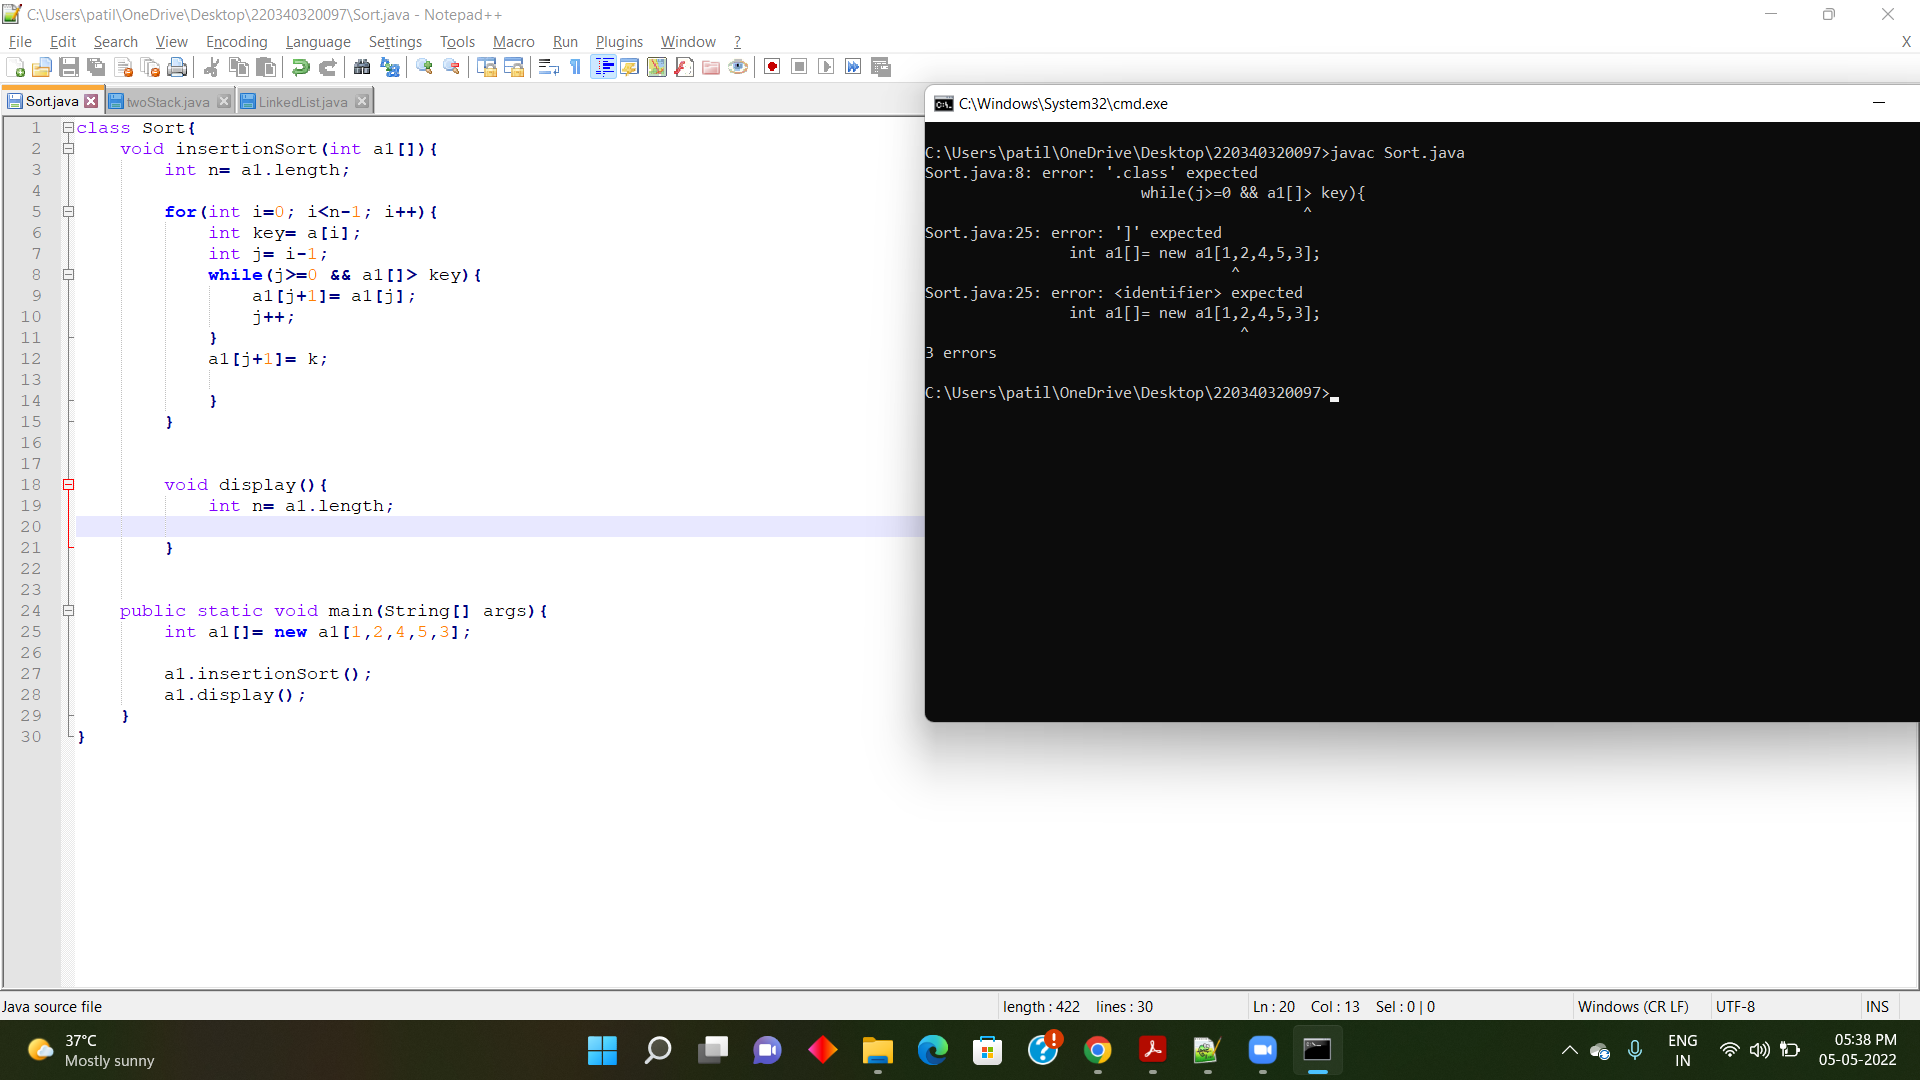 C:\Users\patil\OneDrive\Desktop\220340320097\Sort.java - Notepad++
File Edit Search View Encoding Language Settings Tools Macro Run Plugins Window ? X
Sort.java twoStack.java LinkedList.java
1 class Sort{
2 void insertionSort(int a1[]){
3 int n= a1.length;
4
5 for(int i=0; i<n-1; i++){
6 int key= a[i];
7 int j= i-1;
8 while(j>=0 && a1[]> key){
9 a1[j+1]= a1[j];
10 j++;
11 }
12 a1[j+1]= k;
13
14 }
15 }
16
17
18 void display(){
19 int n= a1.length;
20
21 }
22
23
24 public static void main(String[] args){
25 int a1[]= new a1[1,2,4,5,3];
26
27 a1.insertionSort();
28 a1.display();
29 }
30 }
C:\Windows\System32\cmd.exe
C:\Users\patil\OneDrive\Desktop\220340320097>javac Sort.java
Sort.java:8: error: '.class' expected
while(j>=0 && a1[]> key){
^
Sort.java:25: error: ']' expected
int a1[]= new a1[1,2,4,5,3];
^
Sort.java:25: error: <identifier> expected
int a1[]= new a1[1,2,4,5,3];
^
3 errors
C:\Users\patil\OneDrive\Desktop\220340320097>
Java source file length : 422 lines : 30 Ln : 20 Col : 13 Sel : 0 | 0 Windows (CR LF) UTF-8 INS
37°C
Mostly sunny
ENG
IN
05:38 PM
05-05-2022